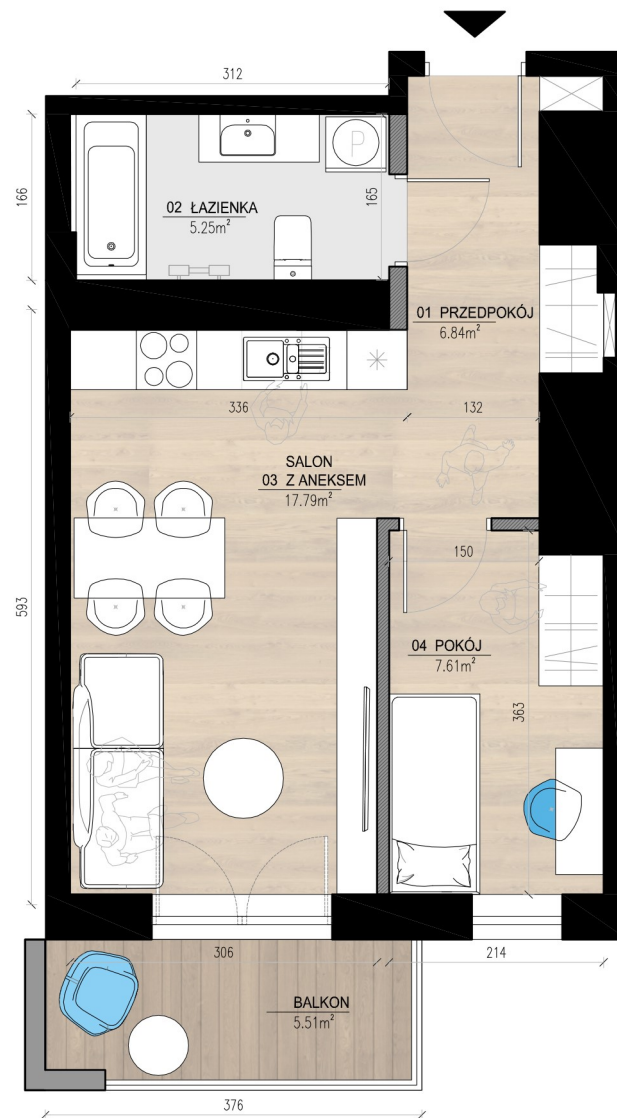 312
166
02 ŁAZIENKA
5.25m²
165
P
01 PRZEDPOKÓJ
6.84m²
336
132
SALON
03 Z ANEKSEM
17.79m²
150
593
04 POKÓJ
7.61m²
363
306
214
BALKON
5.51m²
376